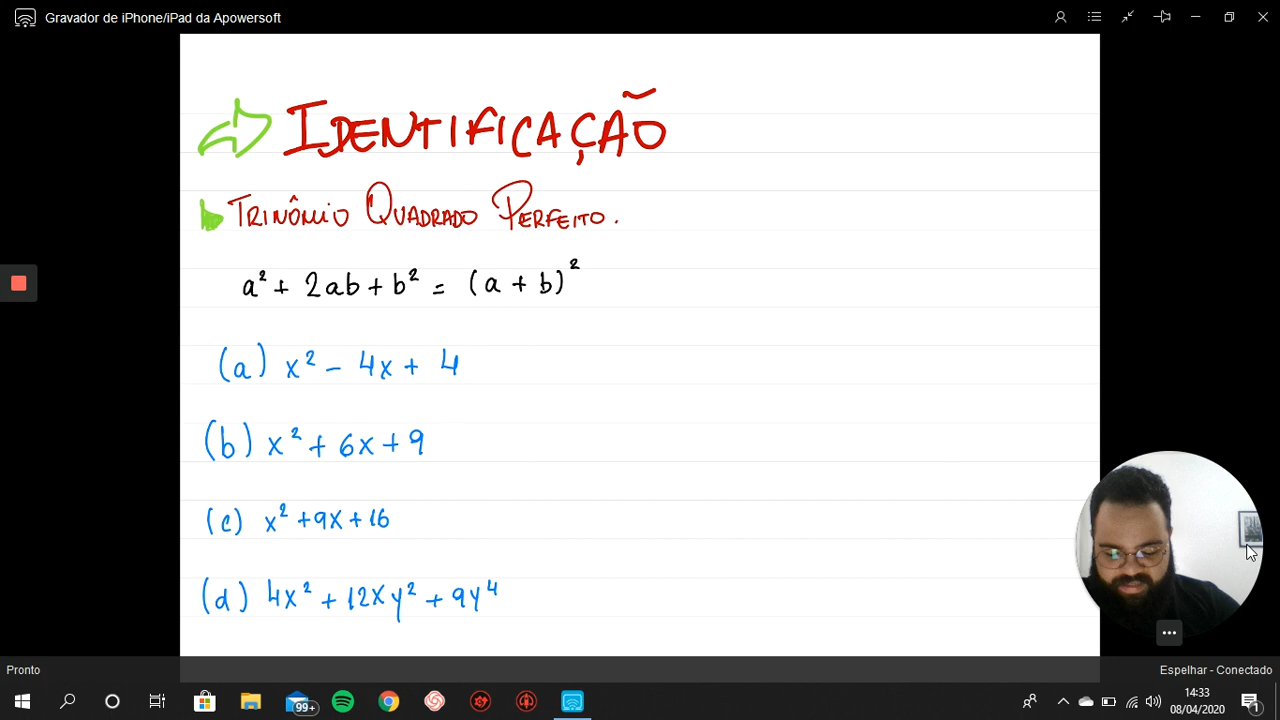 Gravador de iPhone/iPad da Apowersoft
IDENTIFICAÇÃO
TRINÔMIO QUADRADO PERFEITO.
a² + 2ab + b² = (a + b)²
(a) x² - 4x + 4
(b) x² + 6x + 9
(c) x² + 9x + 16
(d) 4x² + 12xy² + 9y⁴
Pronto
Espelhar - Conectado
99+
14:33
08/04/2020
1